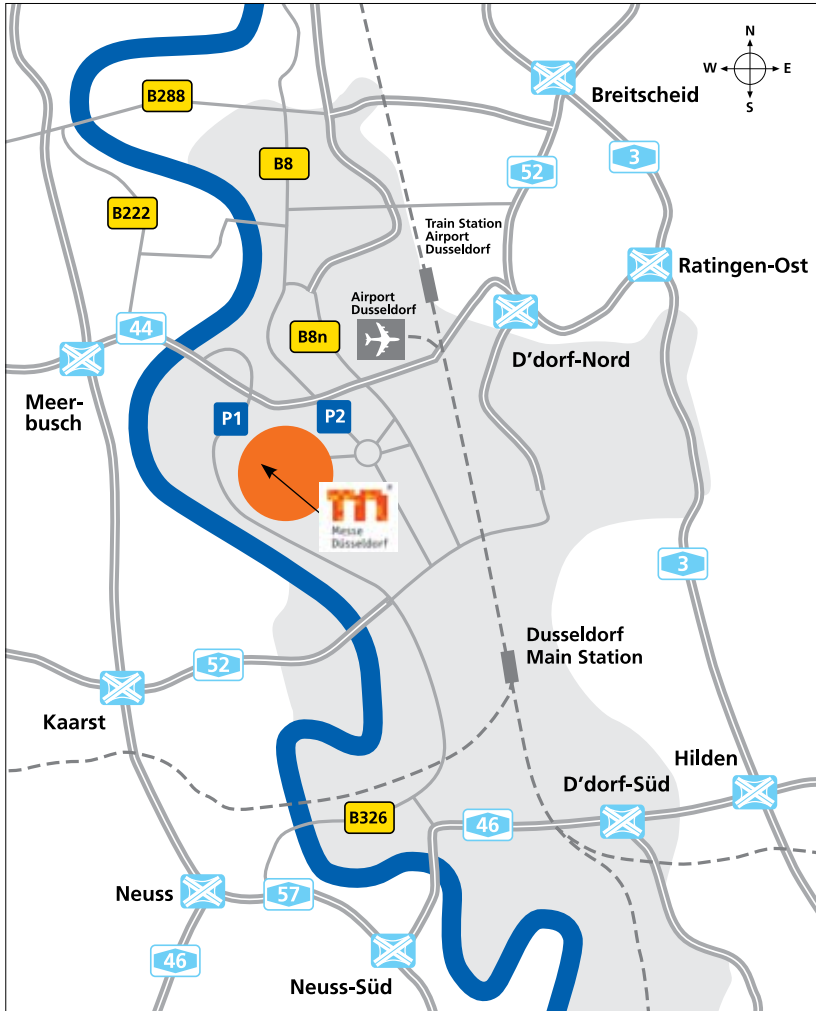 N
W
E
S
B288
Breitscheid
B8
52
3
B222
Train Station
Airport
Dusseldorf
Ratingen-Ost
Airport
Dusseldorf
44
B8n
D'dorf-Nord
Meer-
busch
P1
P2
Messe
Düsseldorf
3
Dusseldorf
Main Station
52
Kaarst
Hilden
D'dorf-Süd
B326
46
Neuss
57
46
Neuss-Süd